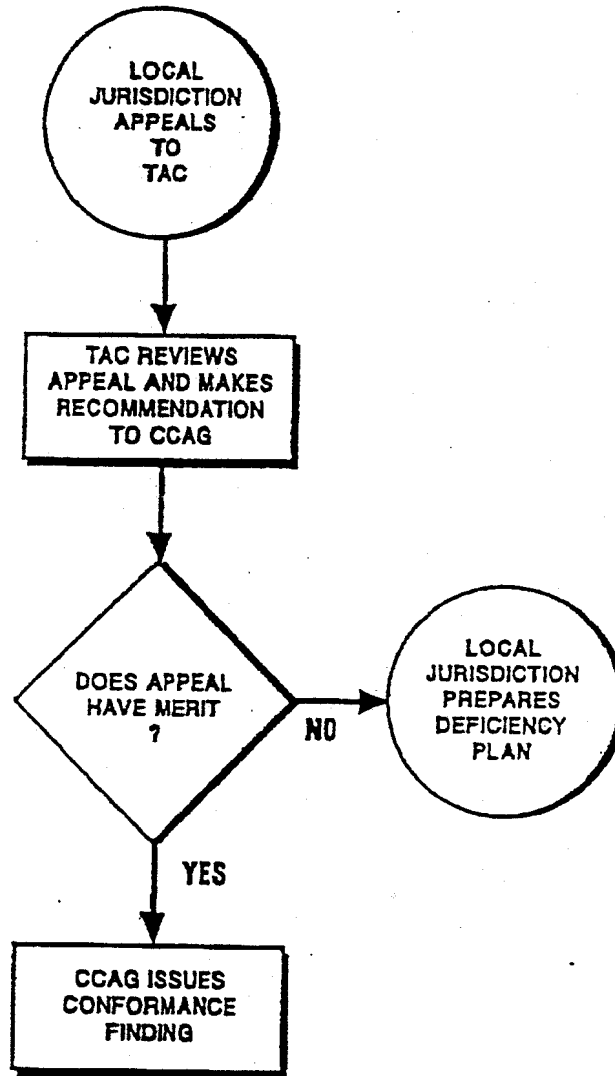 LOCAL
JURISDICTION
APPEALS
TO
TAC
TAC REVIEWS
APPEAL AND MAKES
RECOMMENDATION
TO CCAG
DOES APPEAL
HAVE MERIT
?
NO
LOCAL
JURISDICTION
PREPARES
DEFICIENCY
PLAN
YES
CCAG ISSUES
CONFORMANCE
FINDING